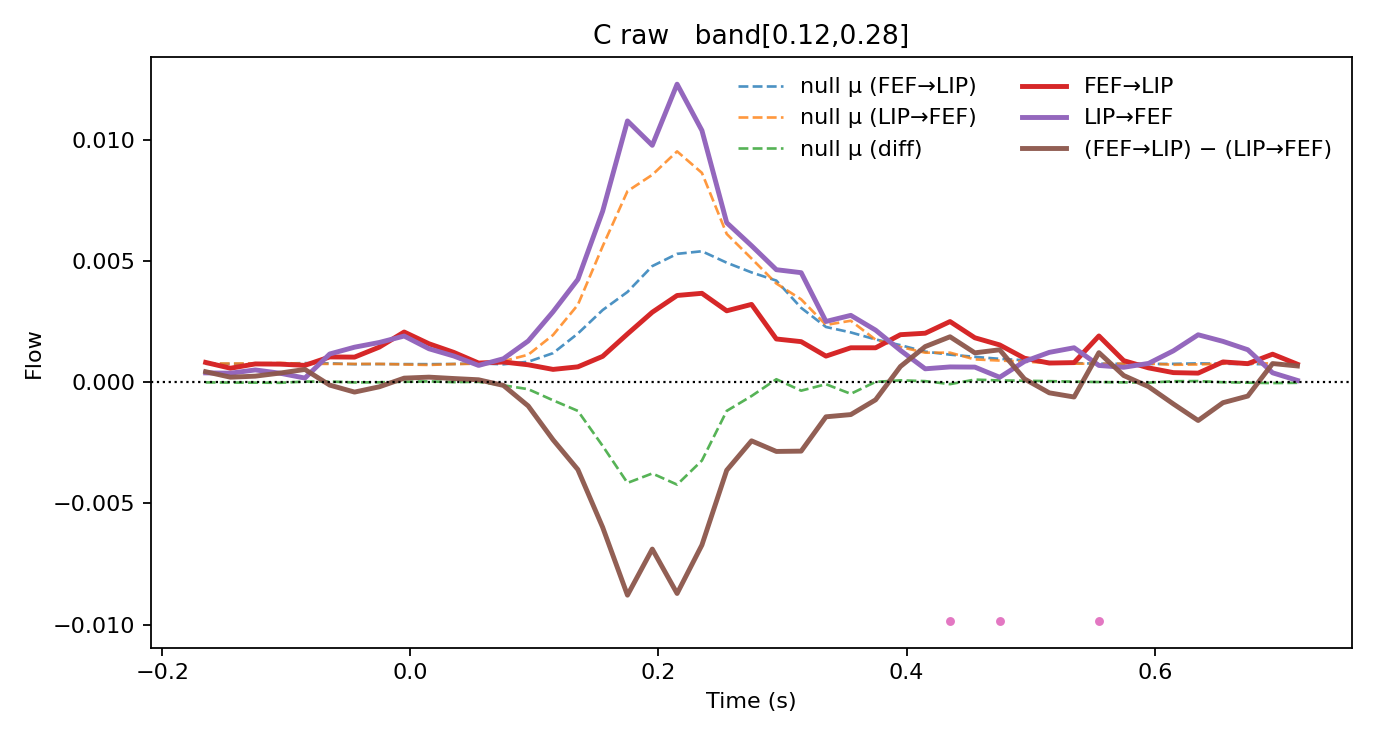 C raw   band[0.12,0.28]
null μ (FEF→LIP)
null μ (LIP→FEF)
null μ (diff)
FEF→LIP
LIP→FEF
(FEF→LIP) − (LIP→FEF)
Flow
0.010
0.005
0.000
−0.005
−0.010
−0.2
0.0
0.2
0.4
0.6
Time (s)